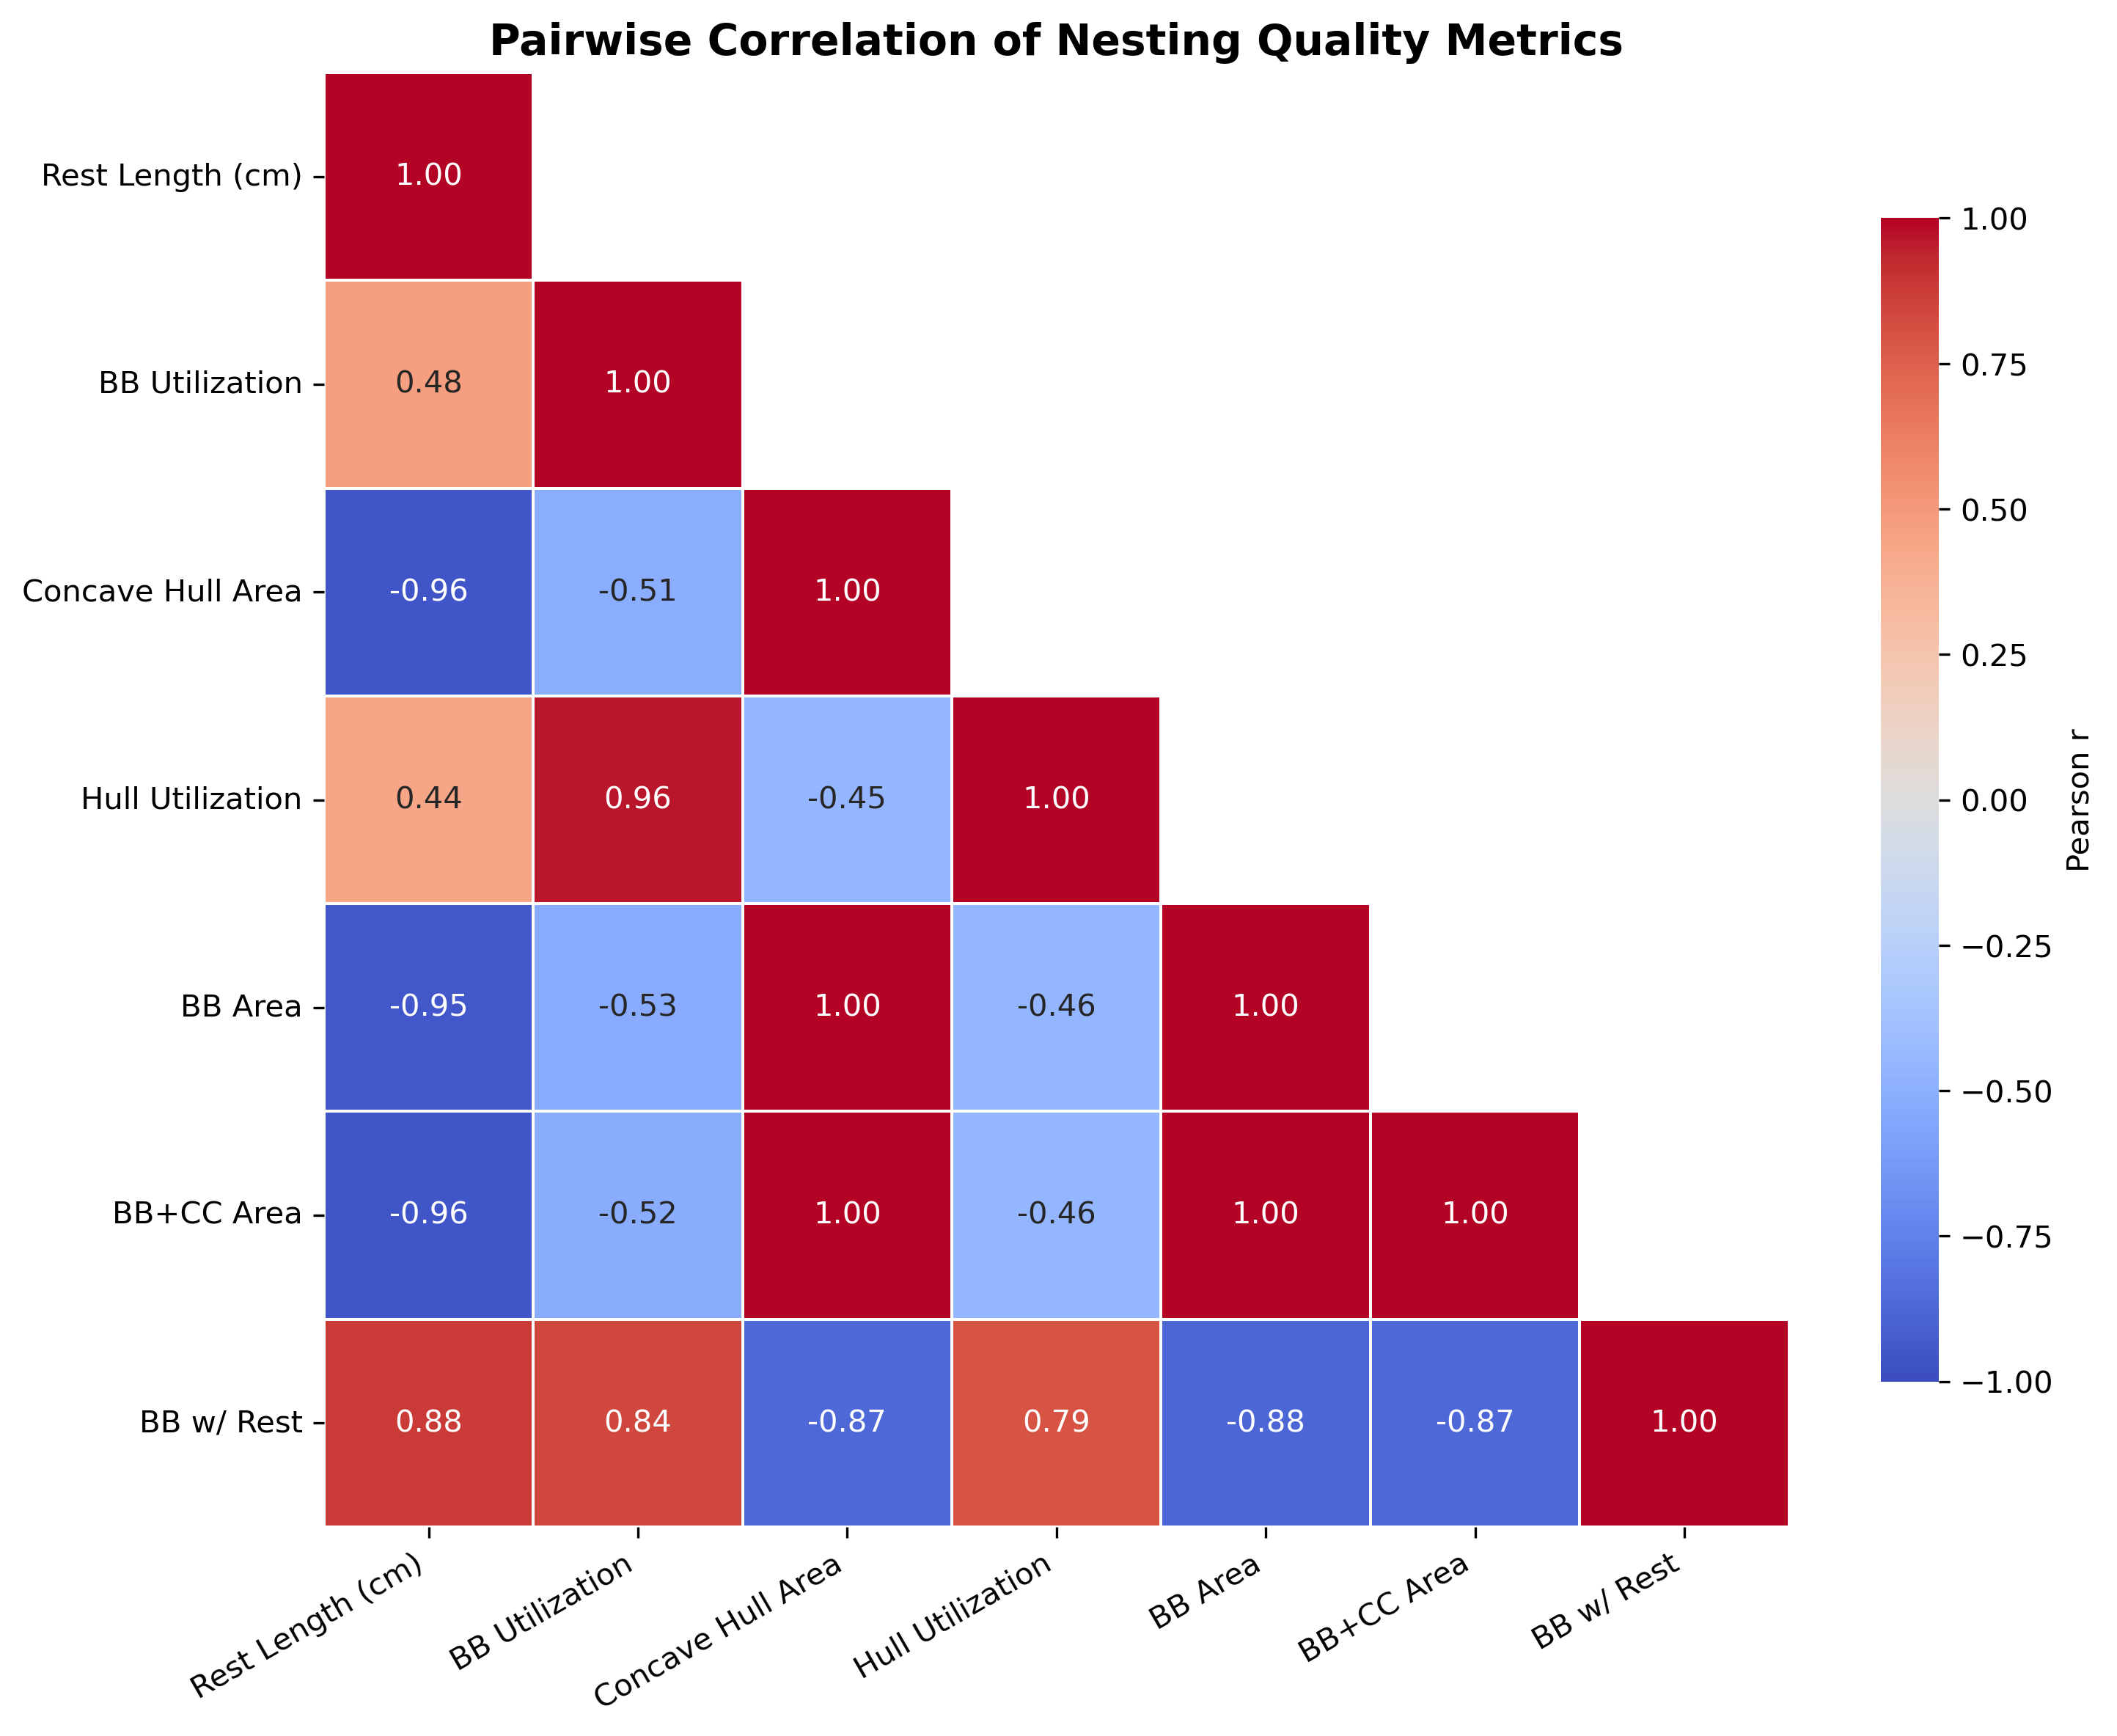 Pairwise Correlation of Nesting Quality Metrics
Rest Length (cm) 1.00
BB Utilization 0.48 1.00
Concave Hull Area -0.96 -0.51 1.00
Hull Utilization 0.44 0.96 -0.45 1.00
BB Area -0.95 -0.53 1.00 -0.46 1.00
BB+CC Area -0.96 -0.52 1.00 -0.46 1.00 1.00
BB w/ Rest 0.88 0.84 -0.87 0.79 -0.88 -0.87 1.00
Rest Length (cm)
BB Utilization
Concave Hull Area
Hull Utilization
BB Area
BB+CC Area
BB w/ Rest
1.00
0.75
0.50
0.25
0.00
−0.25
−0.50
−0.75
−1.00
Pearson r